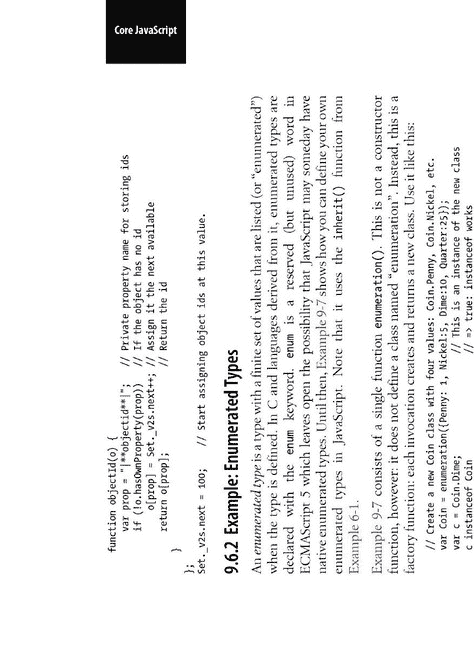 Core JavaScript
function objectId(o) {
var prop = "|**objectid**|"; // Private property name for storing ids
if (!o.hasOwnProperty(prop)) // If the object has no id
o[prop] = Set._v2s.next++; // Assign it the next available
return o[prop]; // Return the id
}
};
Set._v2s.next = 100; // Start assigning object ids at this value.
9.6.2 Example: Enumerated Types
An enumerated type is a type with a finite set of values that are listed (or “enumerated”)
when the type is defined. In C and languages derived from it, enumerated types are
declared with the enum keyword. enum is a reserved (but unused) word in
ECMAScript 5 which leaves open the possibility that JavaScript may someday have
native enumerated types. Until then, Example 9-7 shows how you can define your own
enumerated types in JavaScript. Note that it uses the inherit() function from
Example 6-1.
Example 9-7 consists of a single function enumeration(). This is not a constructor
function, however: it does not define a class named “enumeration”. Instead, this is a
factory function: each invocation creates and returns a new class. Use it like this:
// Create a new Coin class with four values: Coin.Penny, Coin.Nickel, etc.
var Coin = enumeration({Penny: 1, Nickel:5, Dime:10, Quarter:25});
var c = Coin.Dime; // This is an instance of the new class
c instanceof Coin // => true: instanceof works